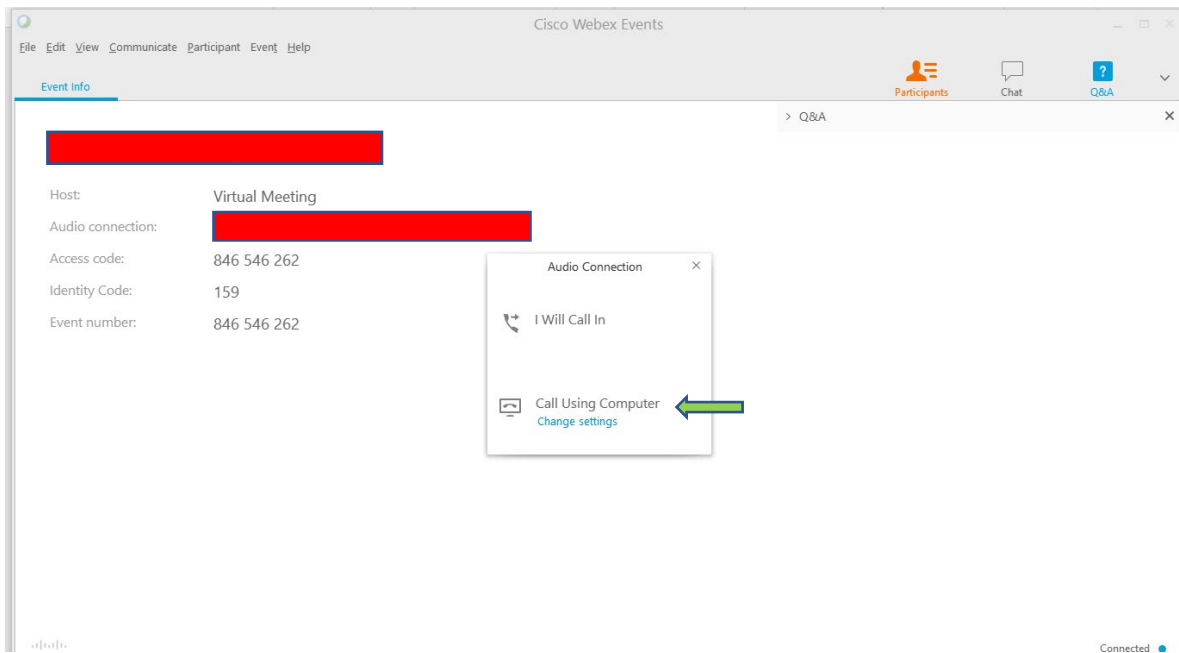 Cisco Webex Events
File Edit View Communicate Participant Event Help
Event Info
Participants Chat Q&A
> Q&A
Host: Virtual Meeting
Audio connection:
Access code: 846 546 262
Identity Code: 159
Event number: 846 546 262
Audio Connection
I Will Call In
Call Using Computer
Change settings
Connected